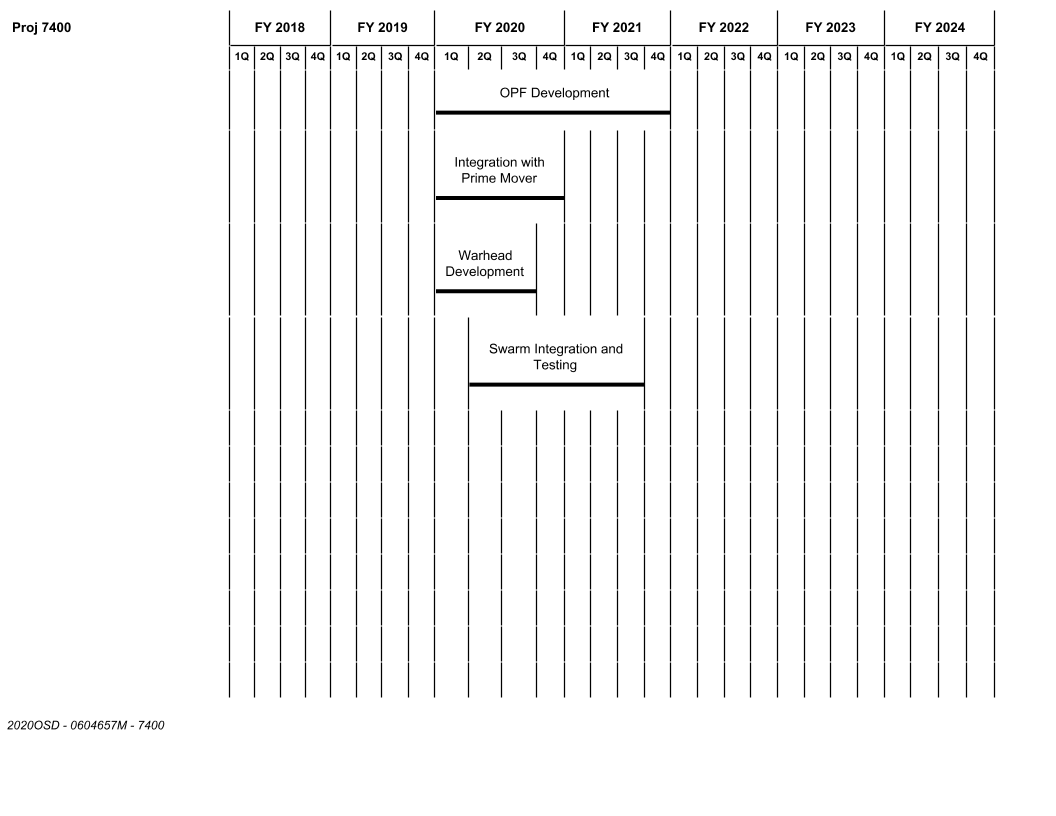 Proj 7400 FY 2018 FY 2019 FY 2020 FY 2021 FY 2022 FY 2023 FY 2024
1Q 2Q 3Q 4Q 1Q 2Q 3Q 4Q 1Q 2Q 3Q 4Q 1Q 2Q 3Q 4Q 1Q 2Q 3Q 4Q 1Q 2Q 3Q 4Q 1Q 2Q 3Q 4Q
OPF Development
Integration with
Prime Mover
Warhead
Development
Swarm Integration and
Testing
2020OSD - 0604657M - 7400